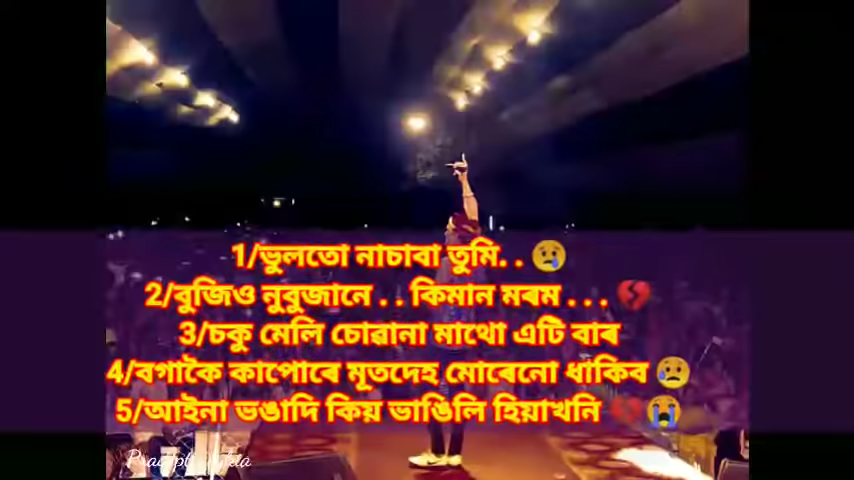 1/ভুলতো নাচাবা তুমি. . 😢
2/বুজিও নুবুজানে . . কিমান মৰম . . . 💔
3/চকু মেলি চোৱানা মাথো এটি বাৰ
4/বগাকৈ কাপোৰে মূতদেহ মোৰেনো ধাকিব 😢
5/আইনা ভঙাদি কিয় ভাঙিলি হিয়াখনি 💔😭